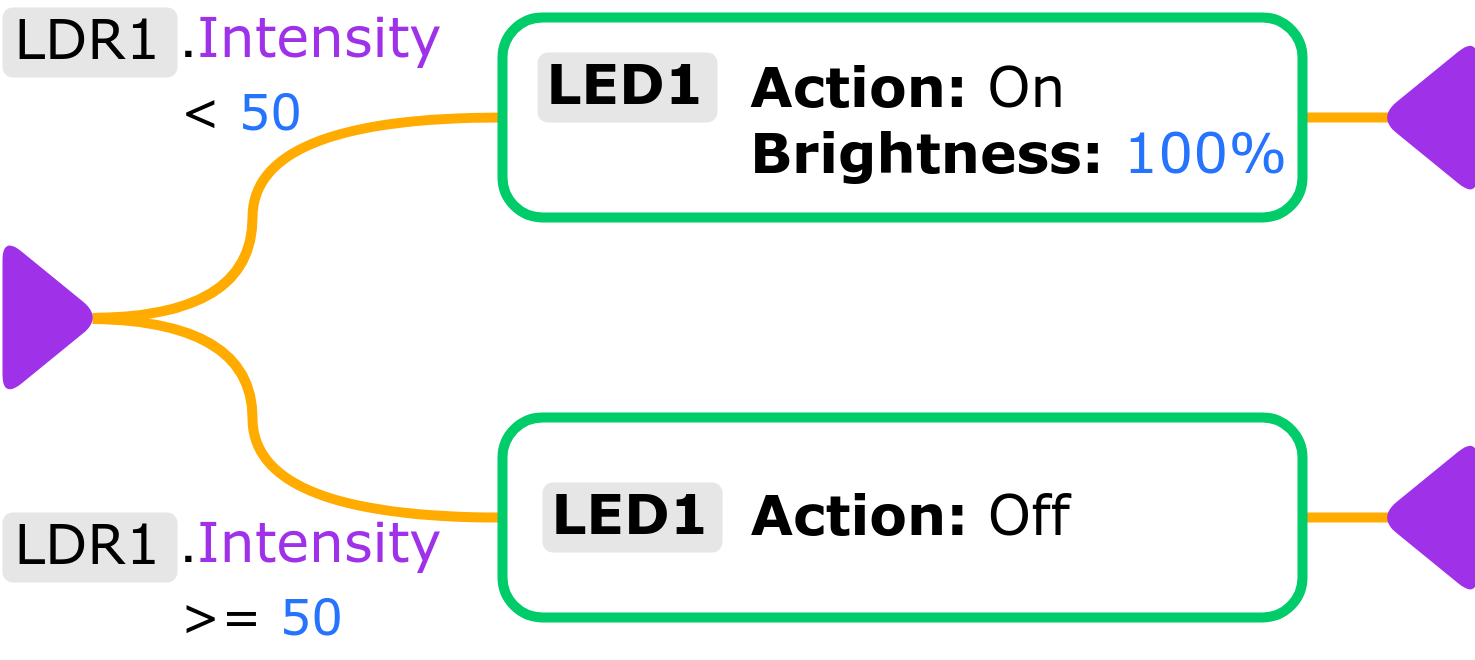 LDR1 .Intensity
< 50
LED1 Action: On
Brightness: 100%
LED1 Action: Off
LDR1 .Intensity
>= 50